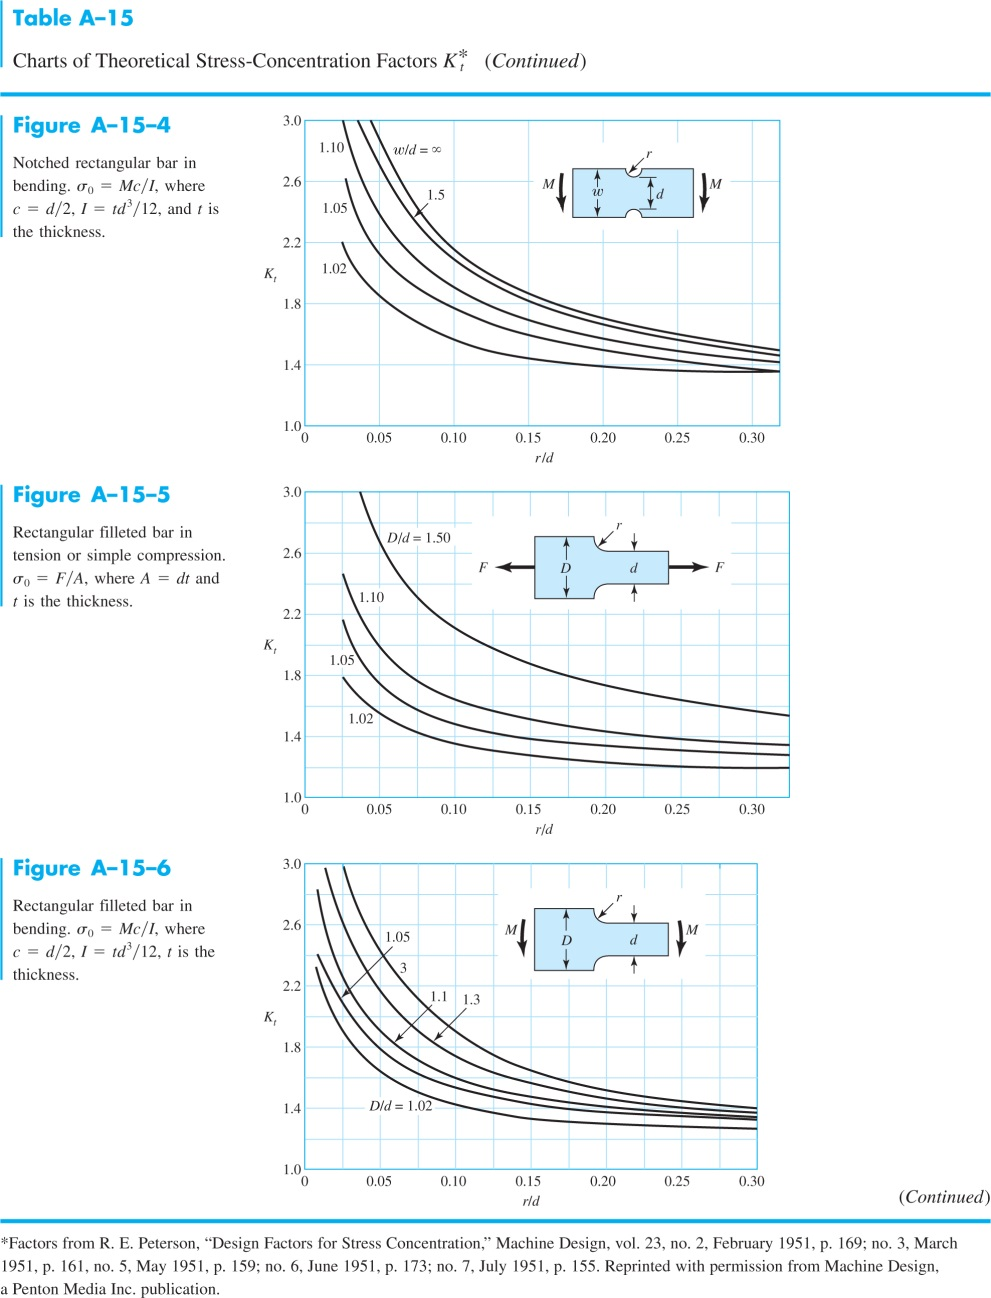 Table A–15
Charts of Theoretical Stress-Concentration Factors K*t (Continued)
Figure A–15–4
Notched rectangular bar in
bending. σ0 = Mc/I, where
c = d/2, I = td³/12, and t is
the thickness.
3.0
2.6
2.2
Kt
1.8
1.4
1.0
1.10
w/d = ∞
1.5
1.05
1.02
r
M
w
d
M
0
0.05
0.10
0.15
0.20
0.25
0.30
r/d
Figure A–15–5
Rectangular filleted bar in
tension or simple compression.
σ0 = F/A, where A = dt and
t is the thickness.
3.0
2.6
2.2
Kt
1.8
1.4
1.0
D/d = 1.50
1.10
1.05
1.02
r
F
D
d
F
0
0.05
0.10
0.15
0.20
0.25
0.30
r/d
Figure A–15–6
Rectangular filleted bar in
bending. σ0 = Mc/I, where
c = d/2, I = td³/12, t is the
thickness.
3.0
2.6
2.2
Kt
1.8
1.4
1.0
1.05
3
1.1
1.3
D/d = 1.02
r
M
D
d
M
0
0.05
0.10
0.15
0.20
0.25
0.30
r/d
(Continued)
*Factors from R. E. Peterson, “Design Factors for Stress Concentration,” Machine Design, vol. 23, no. 2, February 1951, p. 169; no. 3, March
1951, p. 161, no. 5, May 1951, p. 159; no. 6, June 1951, p. 173; no. 7, July 1951, p. 155. Reprinted with permission from Machine Design,
a Penton Media Inc. publication.